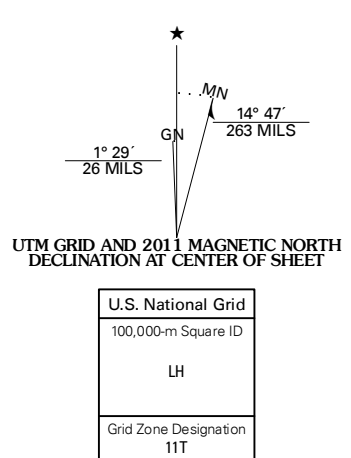 ★
MN
GN
14° 47´
263 MILS
1° 29´
26 MILS
UTM GRID AND 2011 MAGNETIC NORTH
DECLINATION AT CENTER OF SHEET
U.S. National Grid
100,000-m Square ID
LH
Grid Zone Designation
11T